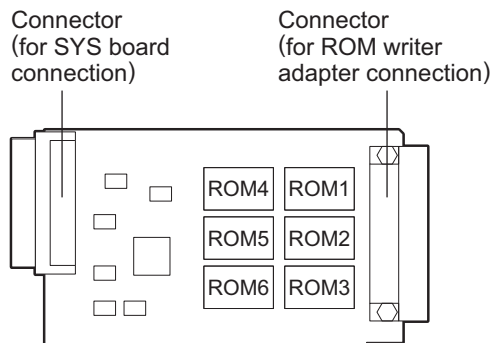 Connector
(for SYS board
connection)
Connector
(for ROM writer
adapter connection)
ROM4 ROM1
ROM5 ROM2
ROM6 ROM3